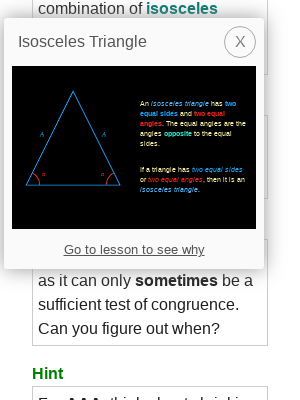 combination of isosceles
Isosceles Triangle
X
An isosceles triangle has two
equal sides and two equal
angles. The equal angles are the
angles opposite to the equal
sides.
A
A
If a triangle has two equal sides
or two equal angles, then it is an
isosceles triangle.
Go to lesson to see why
as it can only sometimes be a
sufficient test of congruence.
Can you figure out when?
Hint